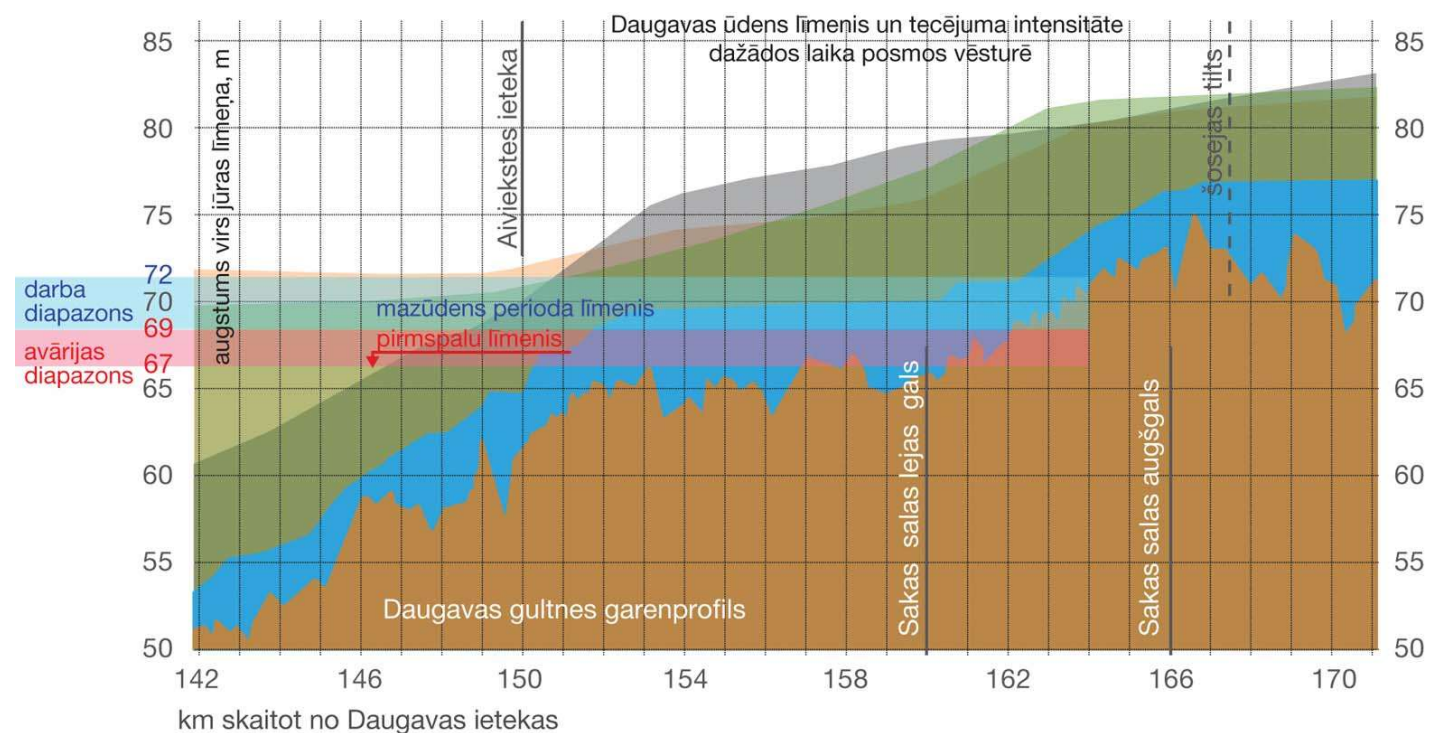 Daugavas ūdens līmenis un tecējuma intensitāte
dažādos laika posmos vēsturē
85
80
75
72
70
69
67
65
60
55
50
85
80
75
70
65
60
55
50
augstums virs jūras līmeņa, m
Aiviekstes ieteka
šosejas tilts
darba
diapazons
avārijas
diapazons
mazūdens perioda līmenis
pirmspalu līmenis
Sakas salas lejas gals
Sakas salas augšgals
Daugavas gultnes garenprofils
142 146 150 154 158 162 166 170
km skaitot no Daugavas ietekas